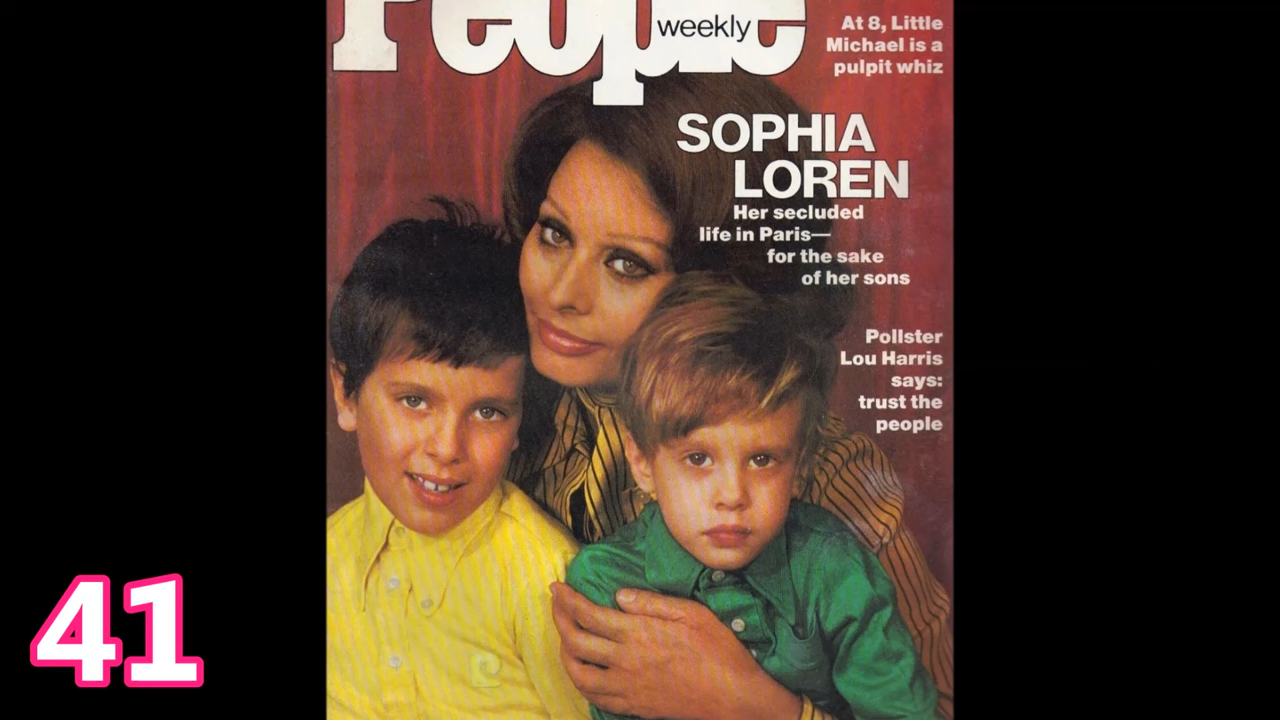 People
weekly
At 8, Little
Michael is a
pulpit whiz
SOPHIA
LOREN
Her secluded
life in Paris—
for the sake
of her sons
Pollster
Lou Harris
says:
trust the
people
41